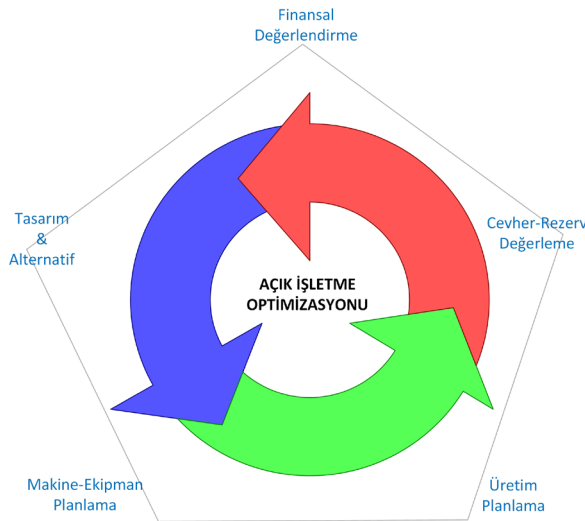 Finansal
Değerlendirme
Tasarım
&
Alternatif
Cevher-Rezerv
Değerleme
AÇIK İŞLETME
OPTİMİZASYONU
Makine-Ekipman
Planlama
Üretim
Planlama